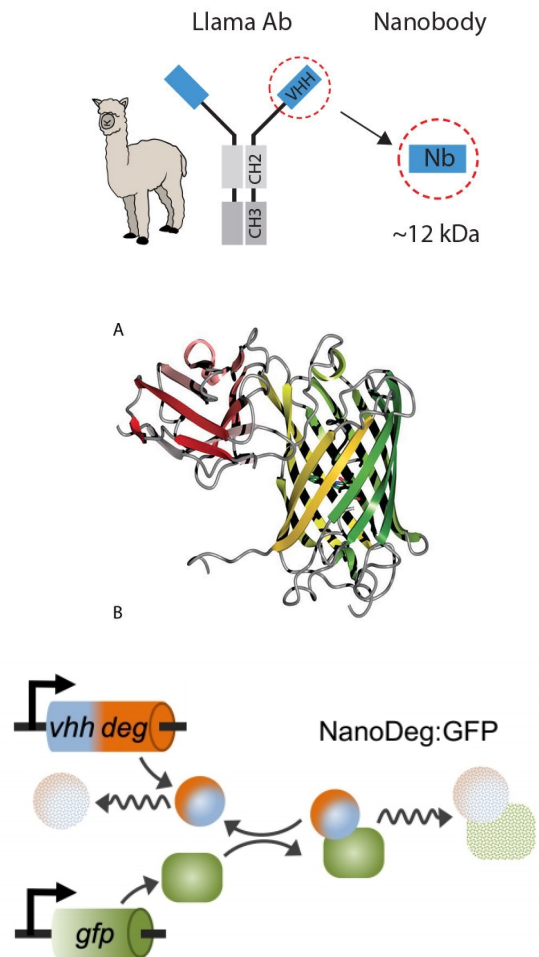 Llama Ab
Nanobody
VHH
CH2
CH3
Nb
~12 kDa
A
B
vhh deg
NanoDeg:GFP
gfp